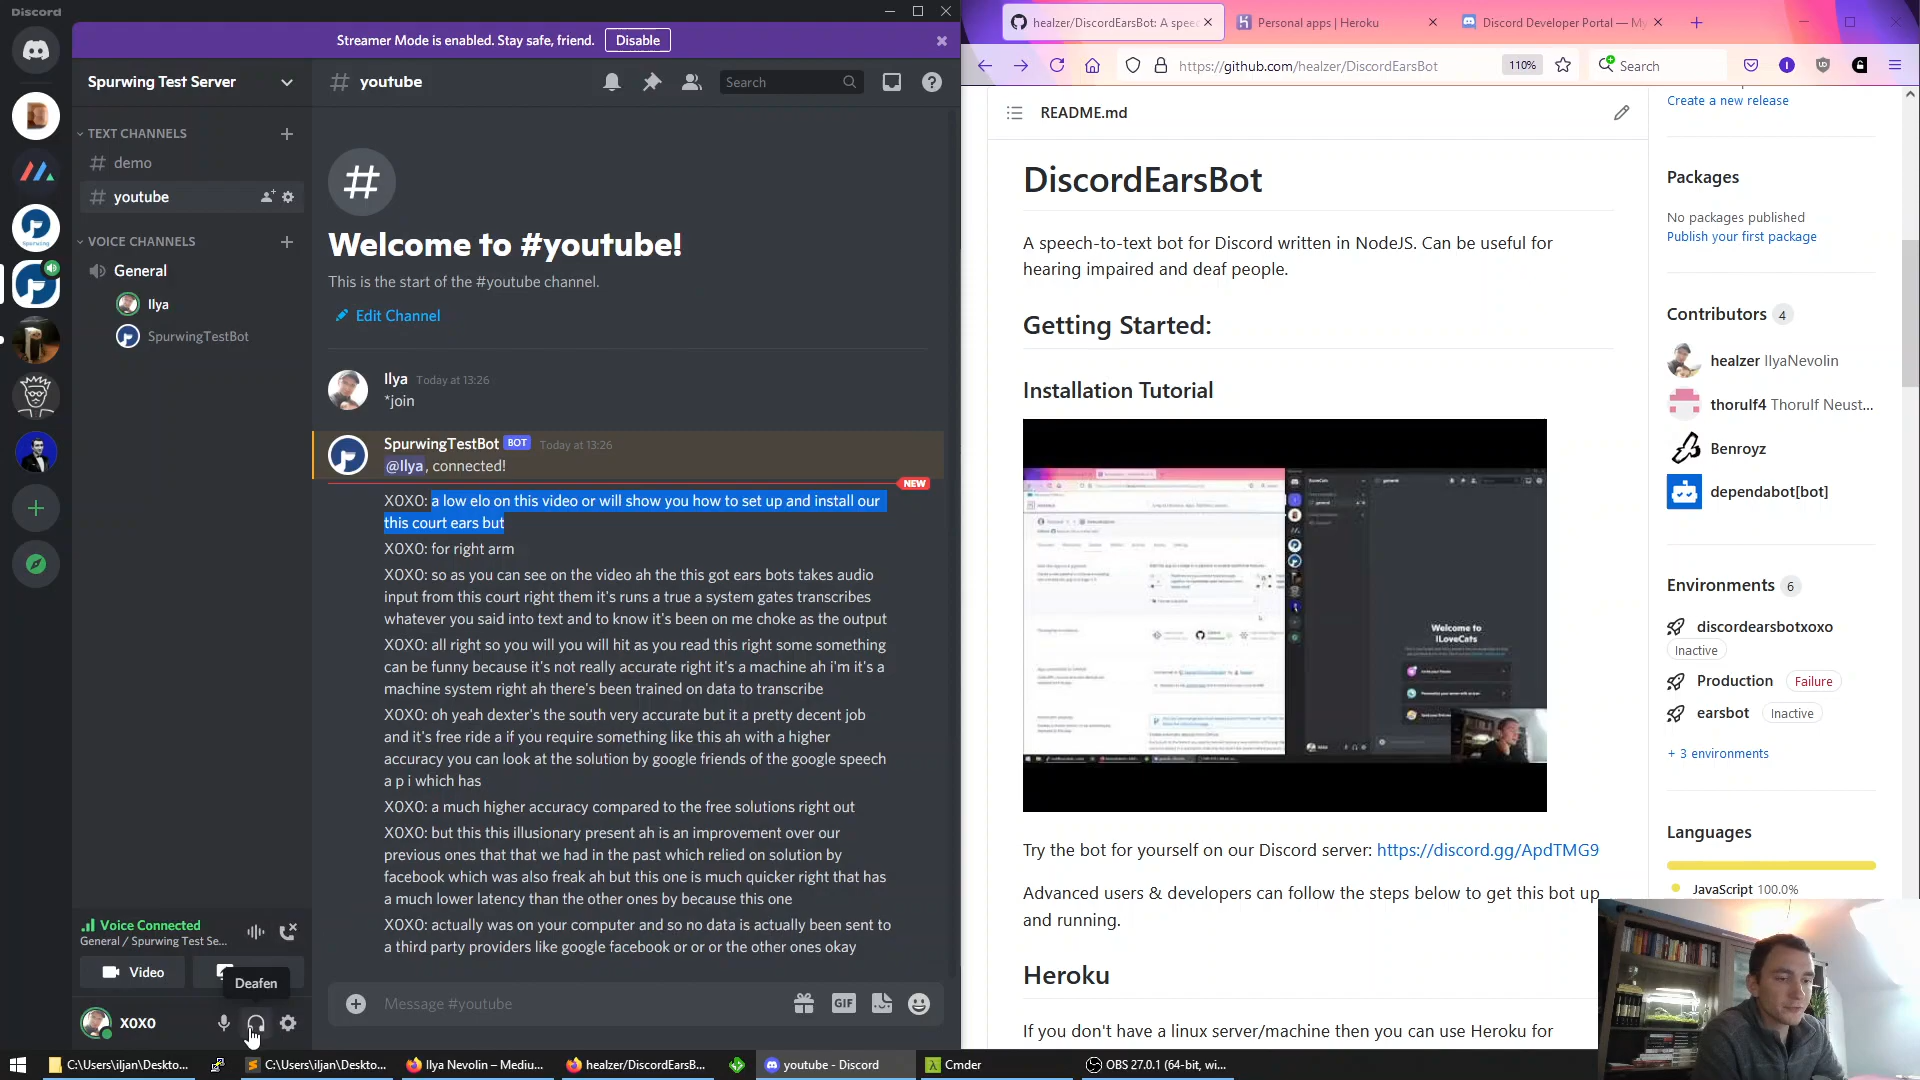 Discord
Streamer Mode is enabled. Stay safe, friend.
Disable
Spurwing Test Server
youtube
Search
TEXT CHANNELS
demo
youtube
VOICE CHANNELS
General
Ilya
SpurwingTestBot
Welcome to #youtube!
This is the start of the #youtube channel.
Edit Channel
Ilya Today at 13:26
*join
SpurwingTestBot BOT Today at 13:26
@Ilya, connected!
NEW
X0X0: a low elo on this video or will show you how to set up and install our
this court ears but
X0X0: for right arm
X0X0: so as you can see on the video ah the this got ears bots takes audio
input from this court right them it's runs a true a system gates transcribes
whatever you said into text and to know it's been on me choke as the output
X0X0: all right so you will you will hit as you read this right some something
can be funny because it's not really accurate right it's a machine ah i'm it's a
machine system right ah there's been trained on data to transcribe
X0X0: oh yeah dexter's the south very accurate but it a pretty decent job
and it's free ride a if you require something like this ah with a higher
accuracy you can look at the solution by google friends of the google speech
a p i which has
X0X0: a much higher accuracy compared to the free solutions right out
X0X0: but this this illusionary present ah is an improvement over our
previous ones that that we had in the past which relied on solution by
facebook which was also freak ah but this one is much quicker right that has
a much lower latency than the other ones by because this one
X0X0: actually was on your computer and so no data is actually been sent to
a third party providers like google facebook or or or the other ones okay
Voice Connected
General / Spurwing Test Se...
Video
Deafen
X0X0
Message #youtube
GIF
healzer/DiscordEarsBot: A spee
Personal apps | Heroku
Discord Developer Portal — My
https://github.com/healzer/DiscordEarsBot
110%
Search
README.md
DiscordEarsBot
A speech-to-text bot for Discord written in NodeJS. Can be useful for
hearing impaired and deaf people.
Getting Started:
Installation Tutorial
Welcome to
ILoveCats
Try the bot for yourself on our Discord server: https://discord.gg/ApdTMG9
Advanced users & developers can follow the steps below to get this bot up
and running.
Heroku
If you don't have a linux server/machine then you can use Heroku for
Create a new release
Packages
No packages published
Publish your first package
Contributors 4
healzer IlyaNevolin
thorulf4 Thorulf Neust...
Benroyz
dependabot[bot]
Environments 6
discordearsbotxoxo
Inactive
Production Failure
earsbot Inactive
+ 3 environments
Languages
JavaScript 100.0%
C:\Users\iljan\Deskto...
C:\Users\iljan\Deskto...
Ilya Nevolin – Mediu...
healzer/DiscordEarsB...
youtube - Discord
Cmder
OBS 27.0.1 (64-bit, wi...